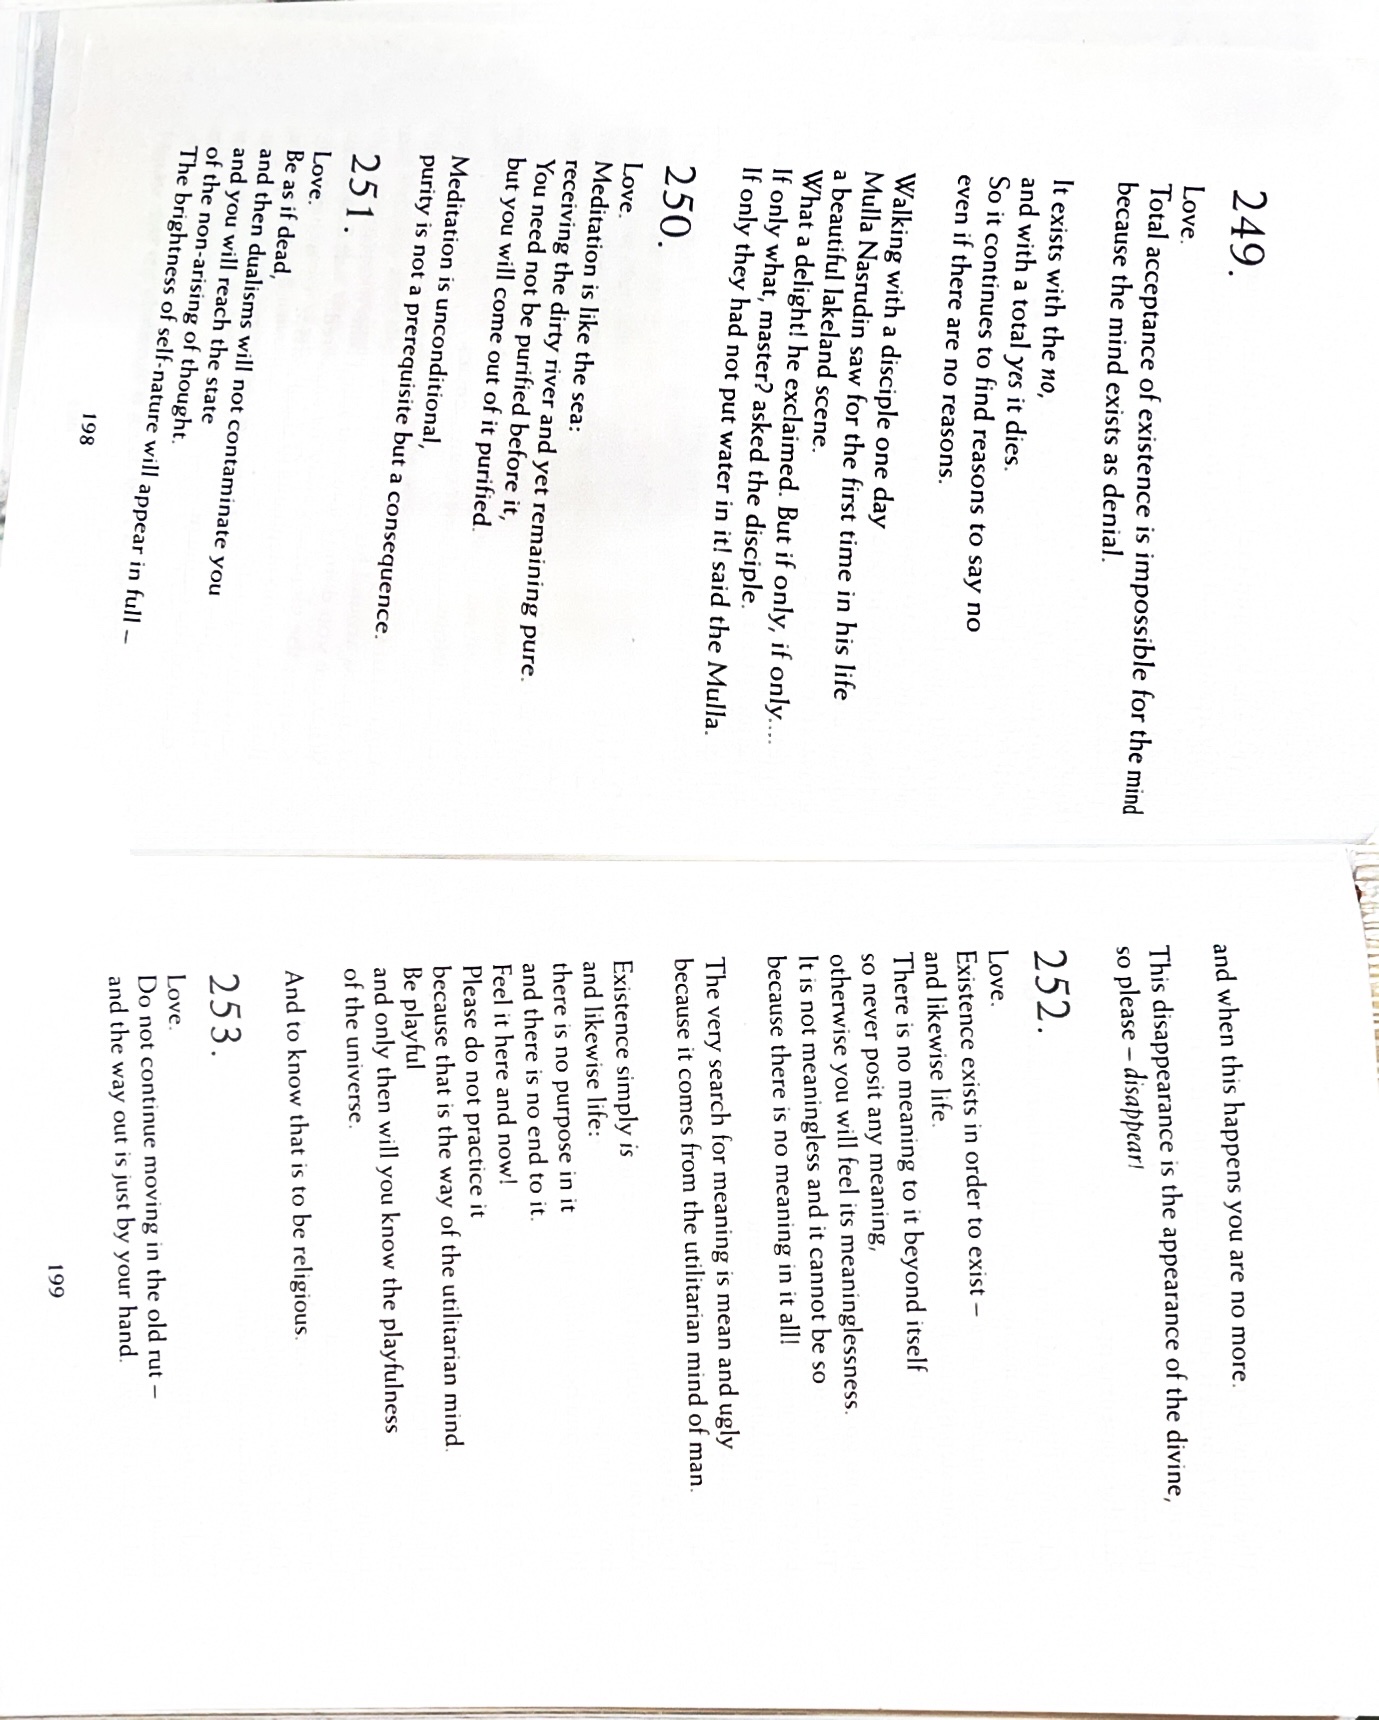 249.
Love.
Total acceptance of existence is impossible for the mind
because the mind exists as denial.
It exists with the no,
and with a total yes it dies.
So it continues to find reasons to say no
even if there are no reasons.
Walking with a disciple one day
Mulla Nasrudin saw for the first time in his life
a beautiful lakeland scene.
What a delight! he exclaimed. But if only, if only....
If only what, master? asked the disciple.
If only they had not put water in it! said the Mulla.
250.
Love.
Meditation is like the sea:
receiving the dirty river and yet remaining pure.
You need not be purified before it,
but you will come out of it purified.
Meditation is unconditional,
purity is not a prerequisite but a consequence.
251.
Love.
Be as if dead,
and then dualisms will not contaminate you
and you will reach the state
of the non-arising of thought.
The brightness of self-nature will appear in full –
198
and when this happens you are no more.
This disappearance is the appearance of the divine,
so please – disappear!
252.
Love.
Existence exists in order to exist –
and likewise life.
There is no meaning to it beyond itself
so never posit any meaning,
otherwise you will feel its meaninglessness.
It is not meaningless and it cannot be so
because there is no meaning in it all!
The very search for meaning is mean and ugly
because it comes from the utilitarian mind of man.
Existence simply is
and likewise life:
there is no purpose in it
and there is no end to it.
Feel it here and now!
Please do not practice it
because that is the way of the utilitarian mind.
Be playful
and only then will you know the playfulness
of the universe.
And to know that is to be religious.
253.
Love.
Do not continue moving in the old rut –
and the way out is just by your hand.
199